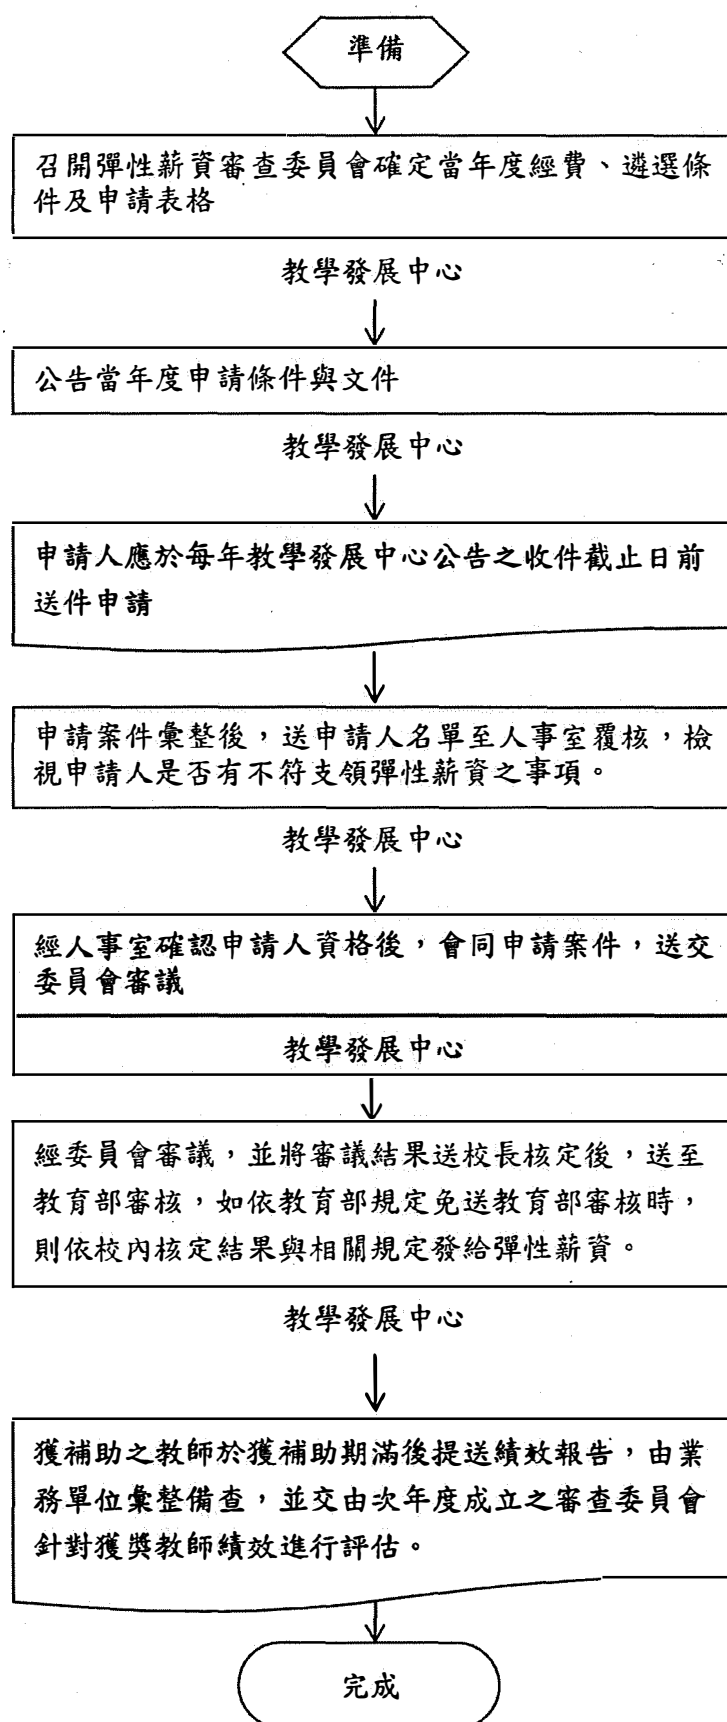 準備
召開彈性薪資審查委員會確定當年度經費、遴選條
件及申請表格
教學發展中心
公告當年度申請條件與文件
教學發展中心
申請人應於每年教學發展中心公告之收件截止日前
送件申請
申請案件彙整後，送申請人名單至人事室覆核，檢
視申請人是否有不符支領彈性薪資之事項。
教學發展中心
經人事室確認申請人資格後，會同申請案件，送交
委員會審議
教學發展中心
經委員會審議，並將審議結果送校長核定後，送至
教育部審核，如依教育部規定免送教育部審核時，
則依校內核定結果與相關規定發給彈性薪資。
教學發展中心
獲補助之教師於獲補助期滿後提送績效報告，由業
務單位彙整備查，並交由次年度成立之審查委員會
針對獲獎教師績效進行評估。
完成